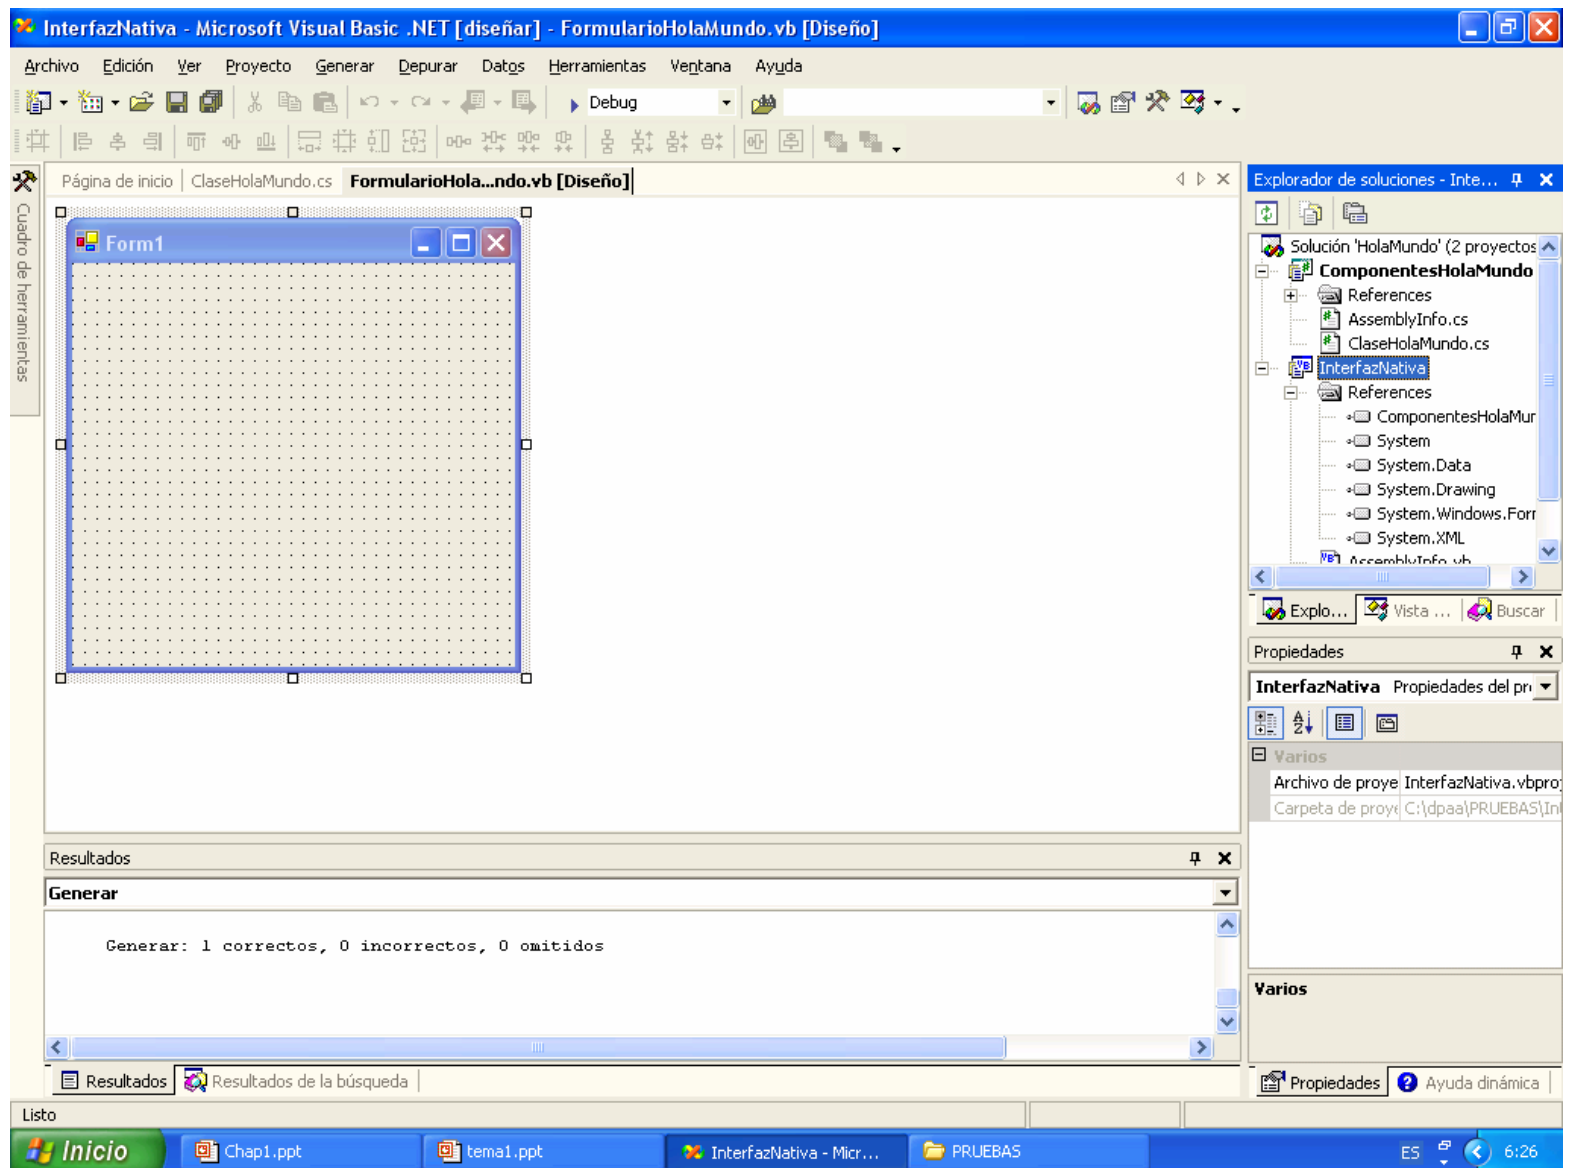 InterfazNativa - Microsoft Visual Basic .NET [diseñar] - FormularioHolaMundo.vb [Diseño]
Archivo Edición Ver Proyecto Generar Depurar Datos Herramientas Ventana Ayuda
Debug
Página de inicio ClaseHolaMundo.cs FormularioHola...ndo.vb [Diseño]
Cuadro de herramientas
Form1
Explorador de soluciones - Inte...
Solución 'HolaMundo' (2 proyectos
ComponentesHolaMundo
References
AssemblyInfo.cs
ClaseHolaMundo.cs
InterfazNativa
References
ComponentesHolaMur
System
System.Data
System.Drawing
System.Windows.Forr
System.XML
AssemblyInfo.vb
Explo... Vista ... Buscar
Propiedades
InterfazNativa Propiedades del pr
Varios
Archivo de proye InterfazNativa.vbproj
Carpeta de proye C:\dpaa\PRUEBAS\Int
Varios
Propiedades Ayuda dinámica
Resultados
Generar
Generar: 1 correctos, 0 incorrectos, 0 omitidos
Resultados Resultados de la búsqueda
Listo
Inicio Chap1.ppt tema1.ppt InterfazNativa - Micr... PRUEBAS ES 6:26